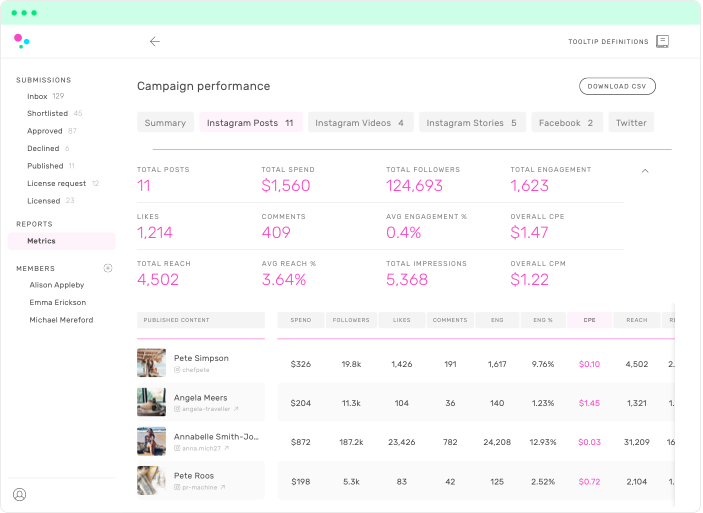 TOOLTIP DEFINITIONS
SUBMISSIONS
Inbox 129
Shortlisted 45
Approved 87
Declined 6
Published 11
License request 12
Licensed 23
REPORTS
Metrics
MEMBERS
Alison Appleby
Emma Erickson
Michael Mereford
Campaign performance
DOWNLOAD CSV
Summary Instagram Posts 11 Instagram Videos 4 Instagram Stories 5 Facebook 2 Twitter
TOTAL POSTS TOTAL SPEND TOTAL FOLLOWERS TOTAL ENGAGEMENT
11 $1,560 124,693 1,623
LIKES COMMENTS AVG ENGAGEMENT % OVERALL CPE
1,214 409 0.4% $1.47
TOTAL REACH AVG REACH % TOTAL IMPRESSIONS OVERALL CPM
4,502 3.64% 5,368 $1.22
PUBLISHED CONTENT SPEND FOLLOWERS LIKES COMMENTS ENG ENG % CPE REACH RE
Pete Simpson
chefpete
$326 19.8k 1,426 191 1,617 9.76% $0.10 4,502 2.
Angela Meers
angela-traveller
$204 11.3k 104 36 140 1.23% $1.45 1,321 1.
Annabelle Smith-Jo...
anna.mich27
$872 187.2k 23,426 782 24,208 12.93% $0.03 31,209 16
Pete Roos
pr-machine
$198 5.3k 83 42 125 2.52% $0.72 2,104 1.